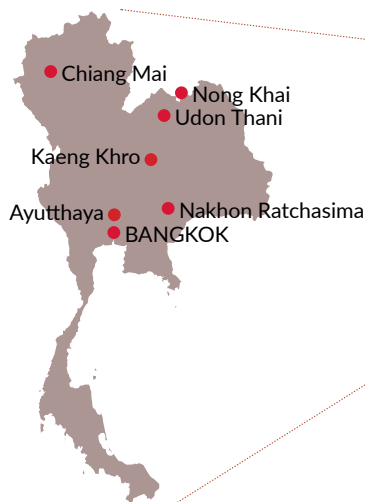 Chiang Mai
Nong Khai
Udon Thani
Kaeng Khro
Ayutthaya
Nakhon Ratchasima
BANGKOK